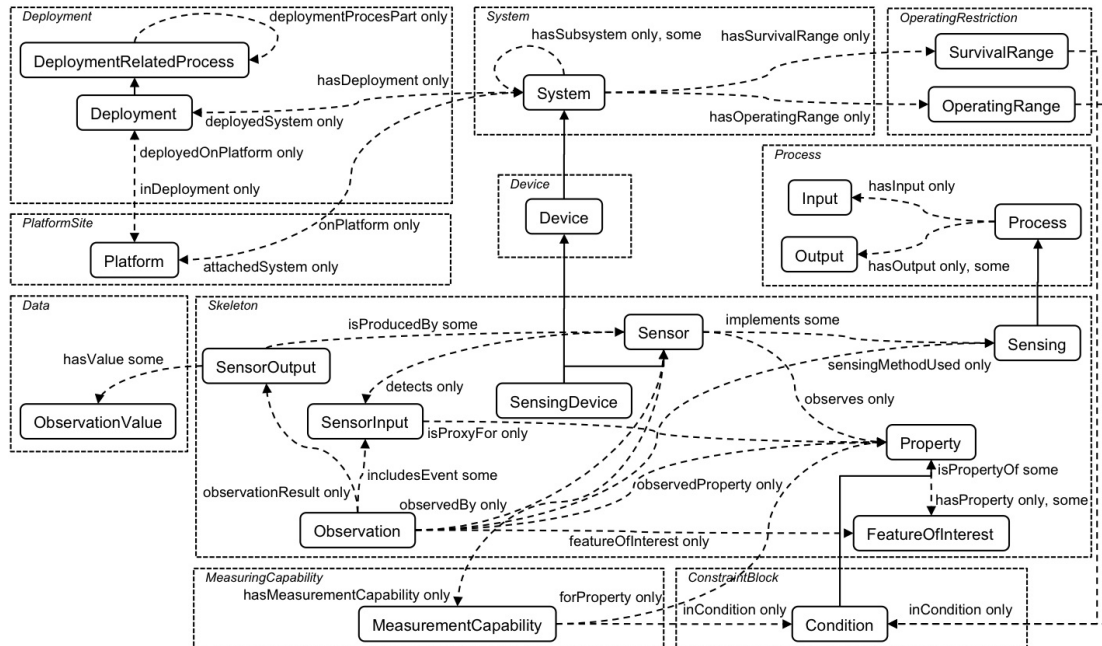 Deployment
deploymentProcesPart only
DeploymentRelatedProcess
hasDeployment only
Deployment
deployedSystem only
deployedOnPlatform only
inDeployment only
System
hasSubsystem only, some
hasSurvivalRange only
System
hasOperatingRange only
OperatingRestriction
SurvivalRange
OperatingRange
Device
Device
Process
Input
hasInput only
Process
Output
hasOutput only, some
PlatformSite
onPlatform only
Platform
attachedSystem only
Data
hasValue some
ObservationValue
Skeleton
isProducedBy some
Sensor
implements some
SensorOutput
Sensing
sensingMethodUsed only
detects only
SensingDevice
observes only
SensorInput
isProxyFor only
Property
isPropertyOf some
includesEvent some
observationResult only
observedBy only
observedProperty only
hasProperty only, some
Observation
featureOfInterest only
FeatureOfInterest
MeasuringCapability
hasMeasurementCapability only
forProperty only
MeasurementCapability
ConstraintBlock
inCondition only
Condition
inCondition only